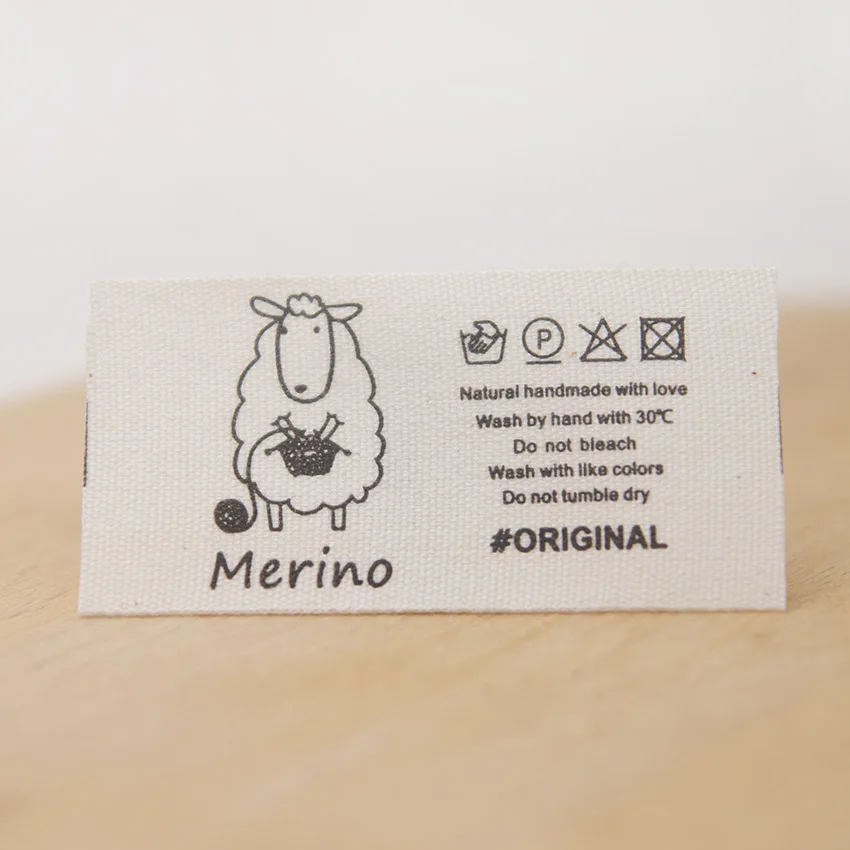 Merino
P
Natural handmade with love
Wash by hand with 30℃
Do not bleach
Wash with like colors
Do not tumble dry
#ORIGINAL